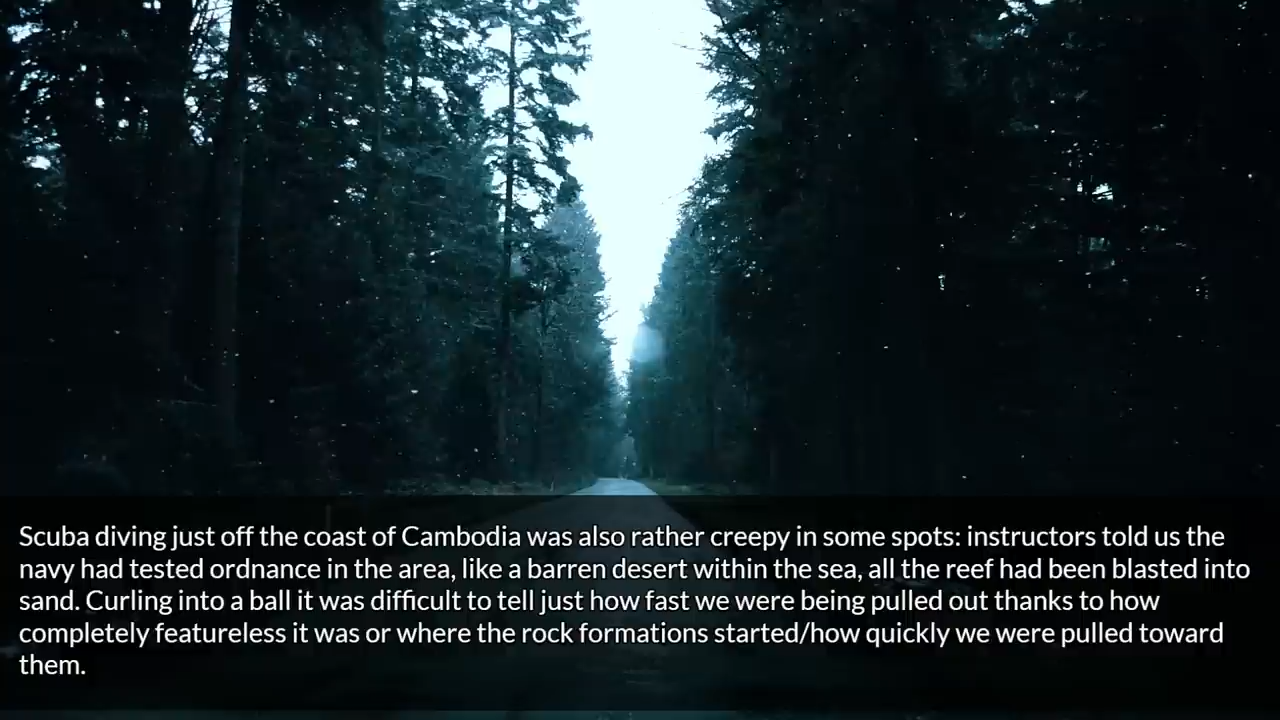 Scuba diving just off the coast of Cambodia was also rather creepy in some spots: instructors told us the
navy had tested ordnance in the area, like a barren desert within the sea, all the reef had been blasted into
sand. Curling into a ball it was difficult to tell just how fast we were being pulled out thanks to how
completely featureless it was or where the rock formations started/how quickly we were pulled toward
them.